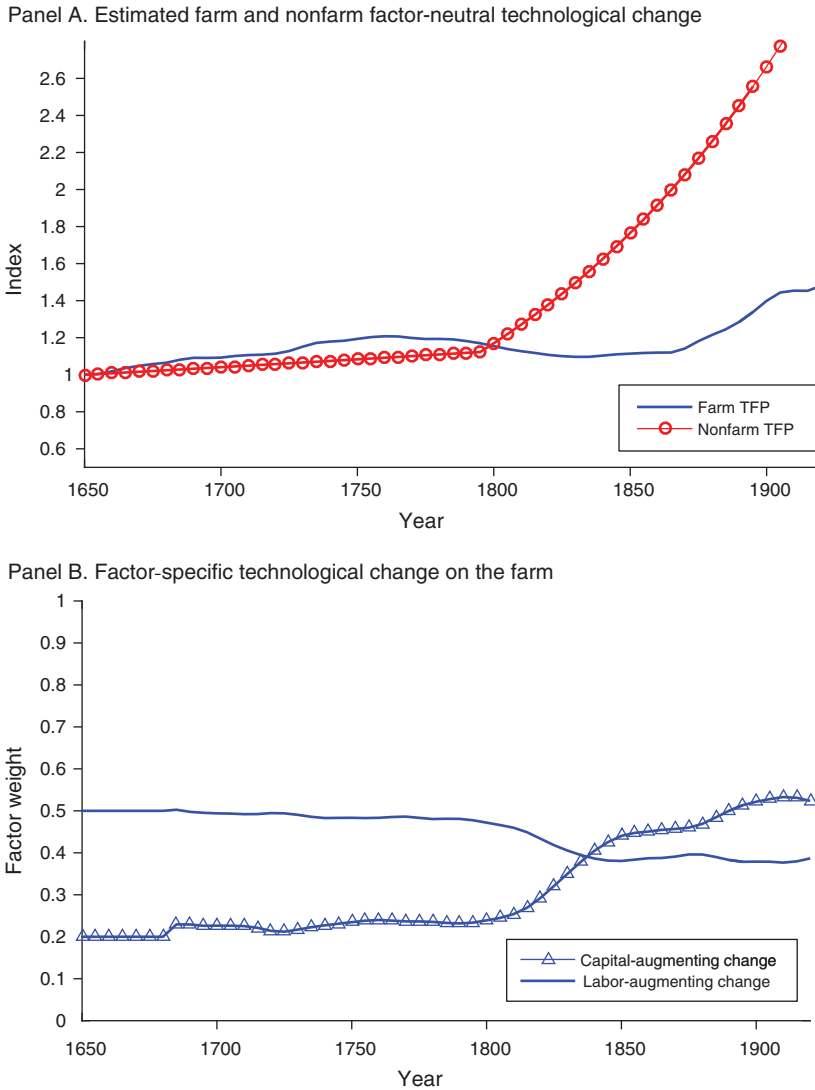 Panel A. Estimated farm and nonfarm factor-neutral technological change
2.6
2.4
2.2
2
1.8
1.6
1.4
1.2
1
0.8
0.6
Index
Farm TFP
Nonfarm TFP
1650 1700 1750 1800 1850 1900
Year
Panel B. Factor-specific technological change on the farm
1
0.9
0.8
0.7
0.6
0.5
0.4
0.3
0.2
0.1
0
Factor weight
Capital-augmenting change
Labor-augmenting change
1650 1700 1750 1800 1850 1900
Year